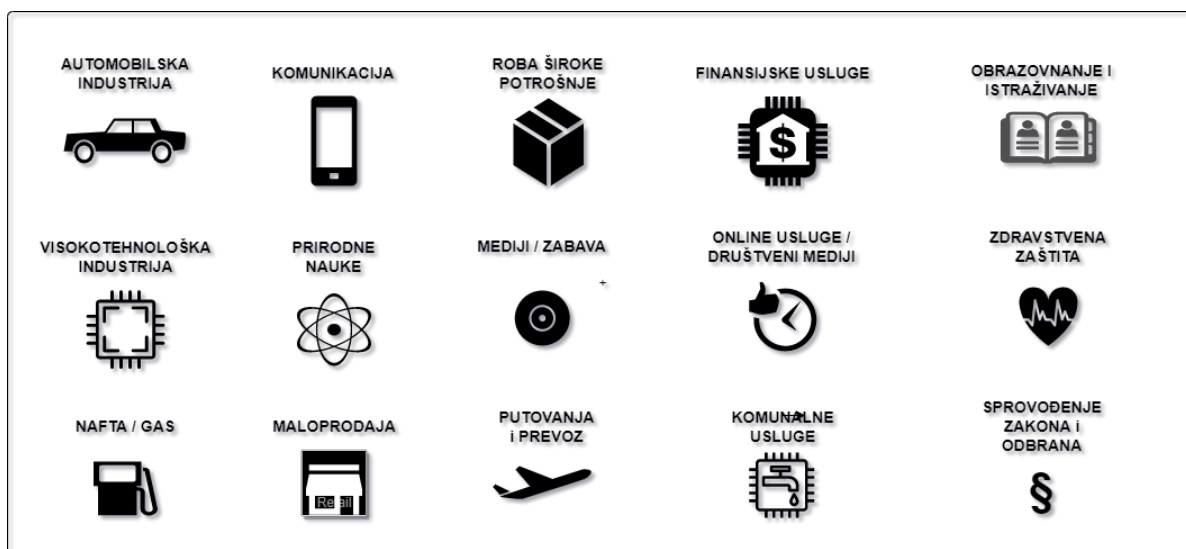 AUTOMOBILSKA
INDUSTRIJA
KOMUNIKACIJA
ROBA ŠIROKE
POTROŠNJE
FINANSIJSKE USLUGE
OBRAZOVNANJE I
ISTRAŽIVANJE
$
VISOKOTEHNOLOŠKA
INDUSTRIJA
PRIRODNE
NAUKE
MEDIJI / ZABAVA
ONLINE USLUGE /
DRUŠTVENI MEDIJI
ZDRAVSTVENA
ZAŠTITA
NAFTA / GAS
MALOPRODAJA
Retail
PUTOVANJA
i PREVOZ
KOMUNALNE
USLUGE
SPROVOĐENJE
ZAKONA i
ODBRANA
§